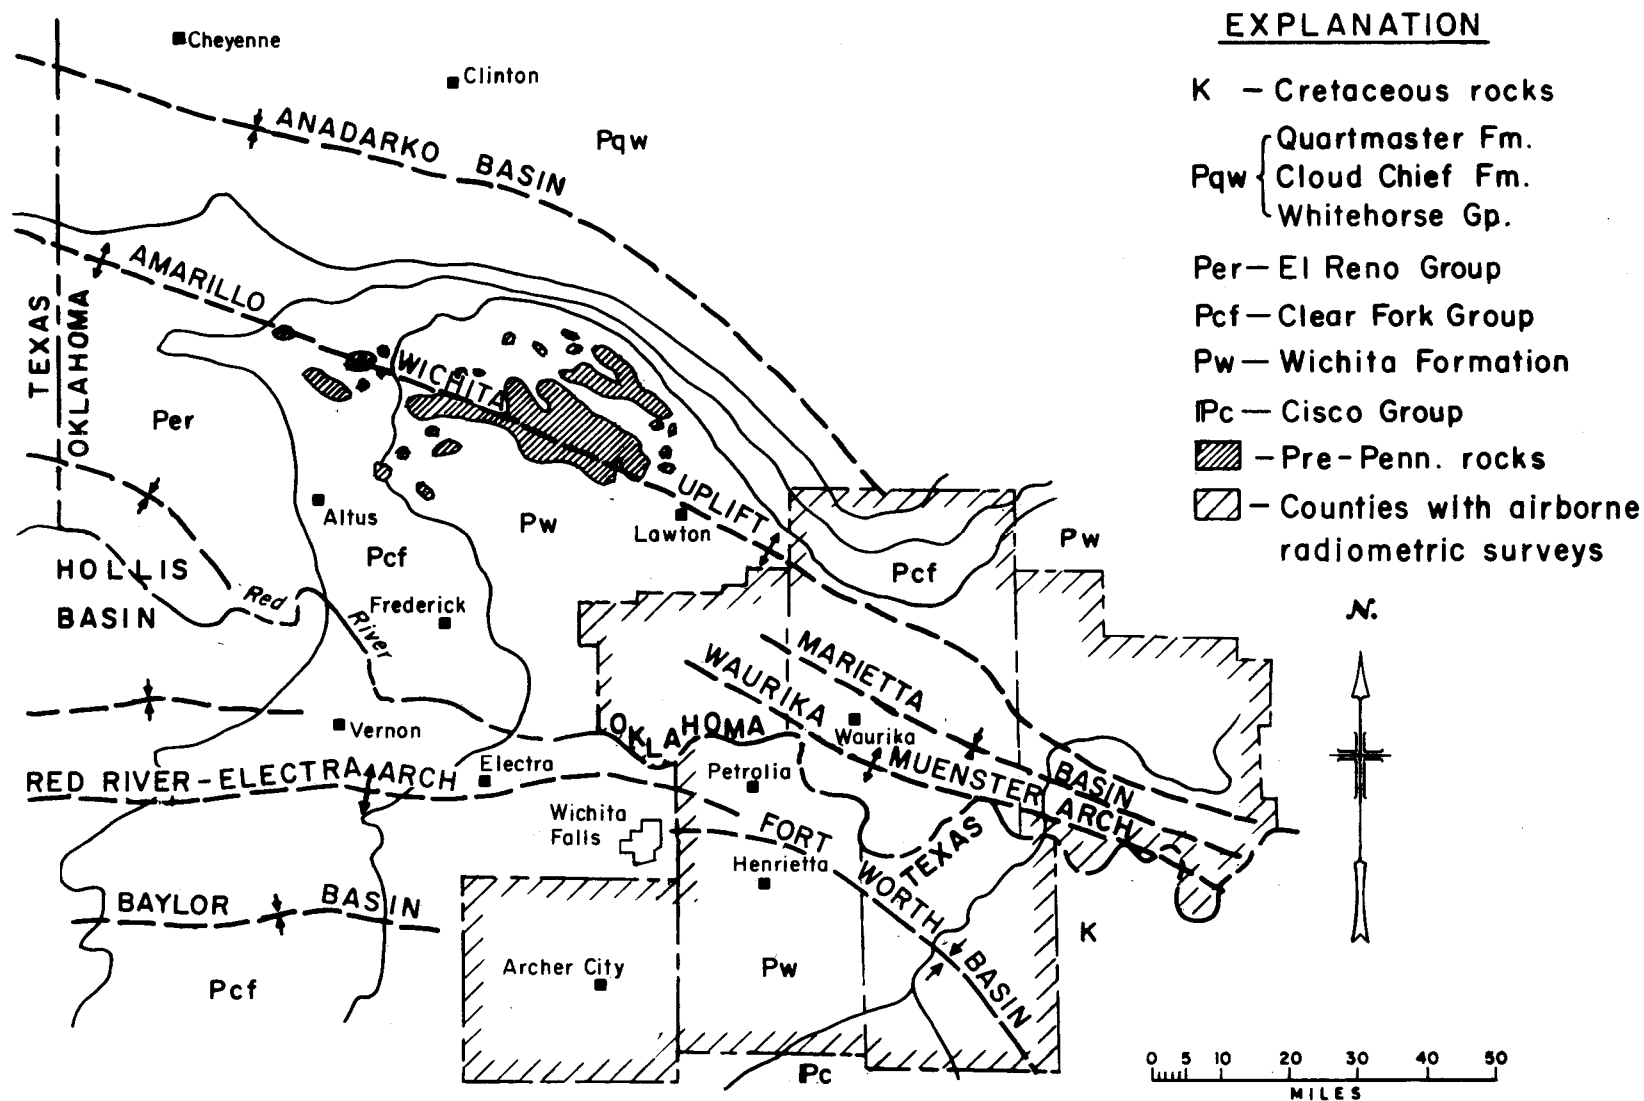 EXPLANATION
K — Cretaceous rocks
Pqw { Quartmaster Fm.
Cloud Chief Fm.
Whitehorse Gp.
Per — El Reno Group
Pcf — Clear Fork Group
Pw — Wichita Formation
ℙc — Cisco Group
— Pre-Penn. rocks
— Counties with airborne
radiometric surveys
Cheyenne
Clinton
ANADARKO BASIN
Pqw
AMARILLO
WICHITA
UPLIFT
TEXAS
OKLAHOMA
Per
Altus
Pw
Lawton
Pw
Pcf
Pcf
HOLLIS
BASIN
Red
River
Frederick
MARIETTA
BASIN
WAURIKA
MUENSTER ARCH
Vernon
OKLAHOMA
Waurika
RED RIVER-ELECTRA ARCH
Electra
Petrolia
Wichita
Falls
FORT
WORTH
BASIN
TEXAS
Henrietta
BAYLOR BASIN
K
Archer City
Pw
Pcf
ℙc
N.
0 5 10 20 30 40 50
MILES